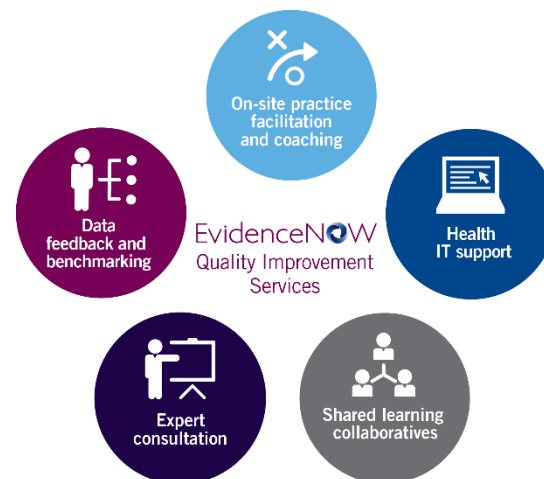 On-site practice
facilitation
and coaching
Data
feedback and
benchmarking
EvidenceNOW
Quality Improvement
Services
Health
IT support
Expert
consultation
Shared learning
collaboratives